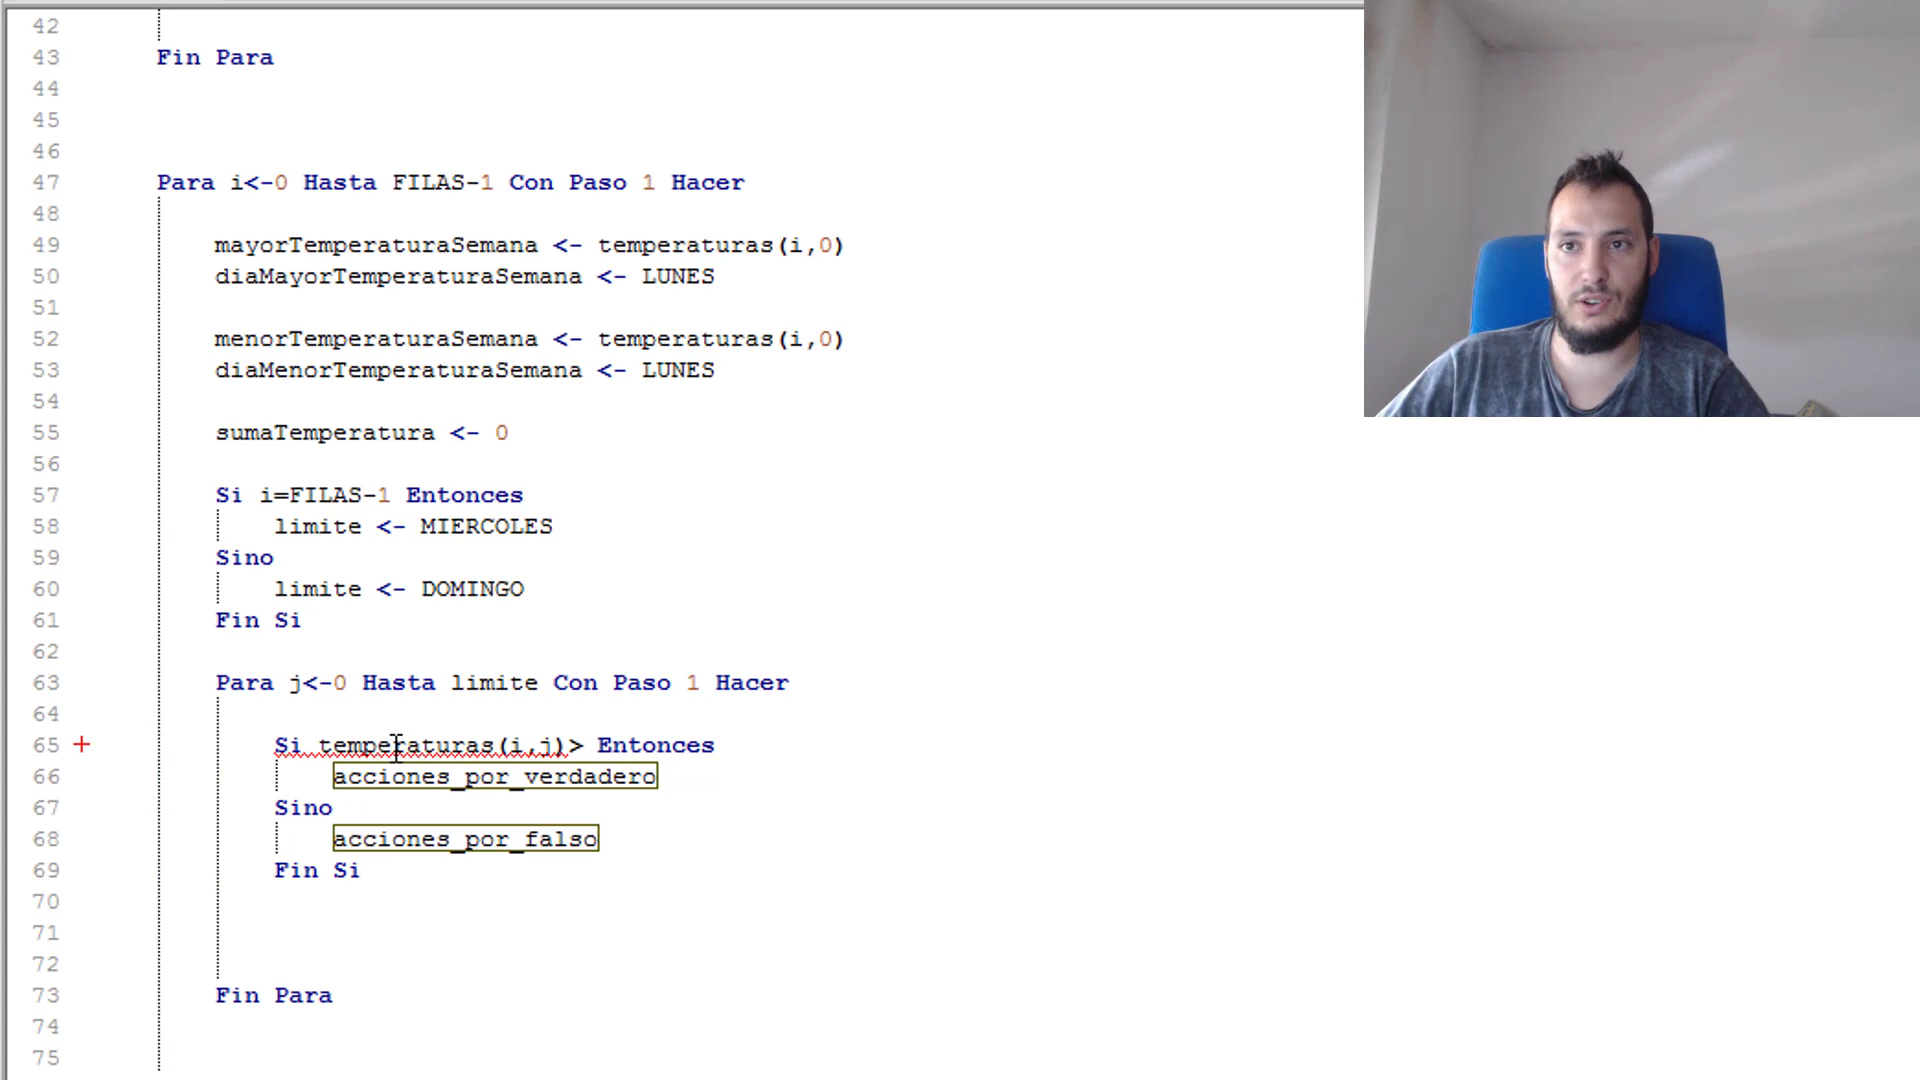 42
43 Fin Para
44
45
46
47 Para i<-0 Hasta FILAS-1 Con Paso 1 Hacer
48
49 mayorTemperaturaSemana <- temperaturas(i,0)
50 diaMayorTemperaturaSemana <- LUNES
51
52 menorTemperaturaSemana <- temperaturas(i,0)
53 diaMenorTemperaturaSemana <- LUNES
54
55 sumaTemperatura <- 0
56
57 Si i=FILAS-1 Entonces
58 limite <- MIERCOLES
59 Sino
60 limite <- DOMINGO
61 Fin Si
62
63 Para j<-0 Hasta limite Con Paso 1 Hacer
64
65 + Si temperaturas(i,j)> Entonces
66 acciones_por_verdadero
67 Sino
68 acciones_por_falso
69 Fin Si
70
71
72
73 Fin Para
74
75